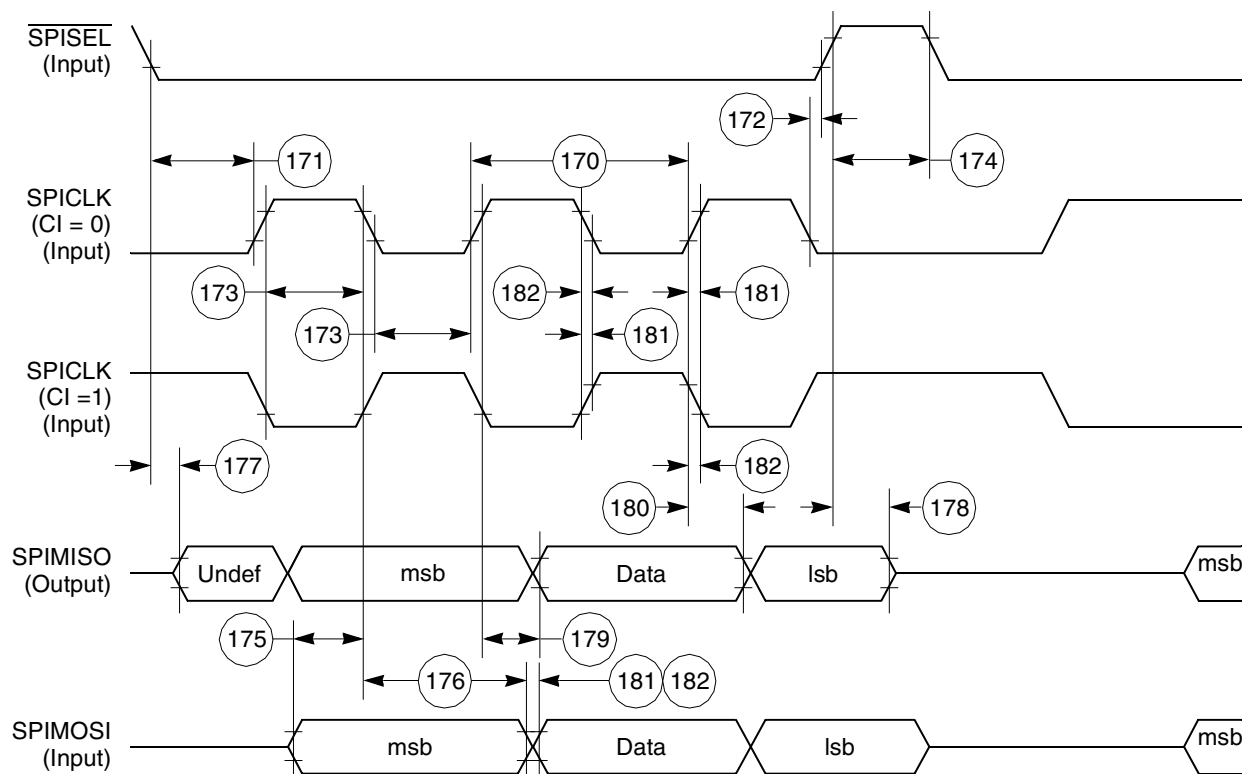 SPISEL
(Input)
172
171
170
174
SPICLK
(CI = 0)
(Input)
173
182
181
173
181
SPICLK
(CI =1)
(Input)
177
182
180
178
SPIMISO
(Output)
Undef
msb
Data
lsb
msb
175
179
176
181
182
SPIMOSI
(Input)
msb
Data
lsb
msb